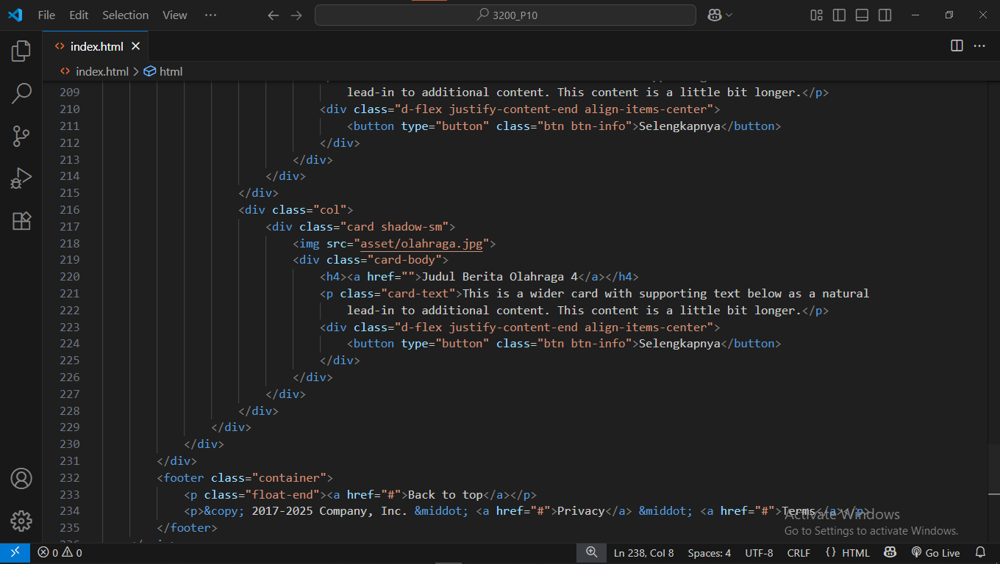 File Edit Selection View ··· 3200_P10
index.html
index.html > html
209 lead-in to additional content. This content is a little bit longer.</p>
210 <div class="d-flex justify-content-end align-items-center">
211 <button type="button" class="btn btn-info">Selengkapnya</button>
212 </div>
213 </div>
214 </div>
215 </div>
216 <div class="col">
217 <div class="card shadow-sm">
218 <img src="asset/olahraga.jpg">
219 <div class="card-body">
220 <h4><a href="">Judul Berita Olahraga 4</a></h4>
221 <p class="card-text">This is a wider card with supporting text below as a natural
222 lead-in to additional content. This content is a little bit longer.</p>
223 <div class="d-flex justify-content-end align-items-center">
224 <button type="button" class="btn btn-info">Selengkapnya</button>
225 </div>
226 </div>
227 </div>
228 </div>
229 </div>
230 </div>
231 </div>
232 <footer class="container">
233 <p class="float-end"><a href="#">Back to top</a></p>
234 <p>&copy; 2017-2025 Company, Inc. &middot; <a href="#">Privacy</a> &middot; <a href="#">Terms</a></p>
235 </footer>
Activate Windows
Go to Settings to activate Windows.
0 0 Ln 238, Col 8 Spaces: 4 UTF-8 CRLF {} HTML Go Live